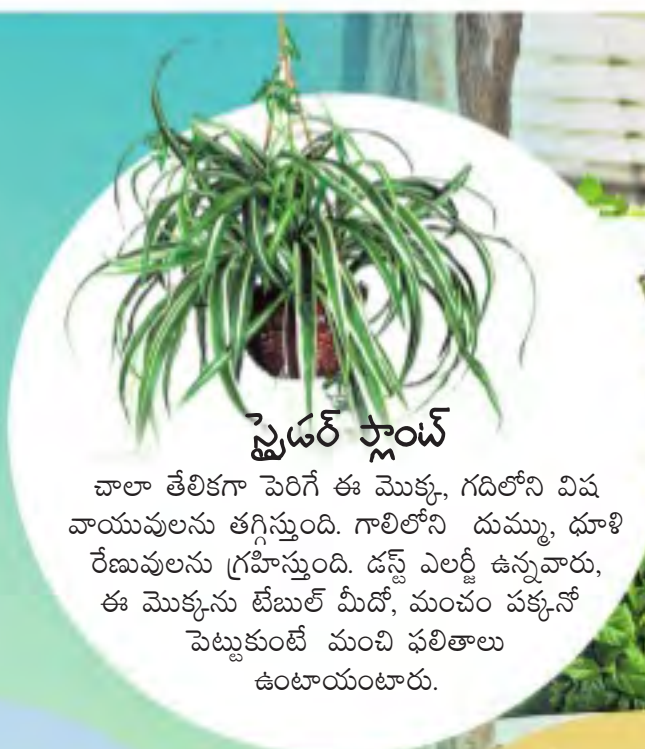 స్పైడర్ ప్లాంట్
చాలా తేలికగా పెరిగే ఈ మొక్క, గదిలోని విష
వాయువులను తగ్గిస్తుంది. గాలిలోని దుమ్ము, ధూళి
రేణువులను గ్రహిస్తుంది. డస్ట్ ఎలర్జీ ఉన్నవారు,
ఈ మొక్కను టేబుల్ మీదో, మంచం పక్కనో
పెట్టుకుంటే మంచి ఫలితాలు
ఉంటాయంటారు.